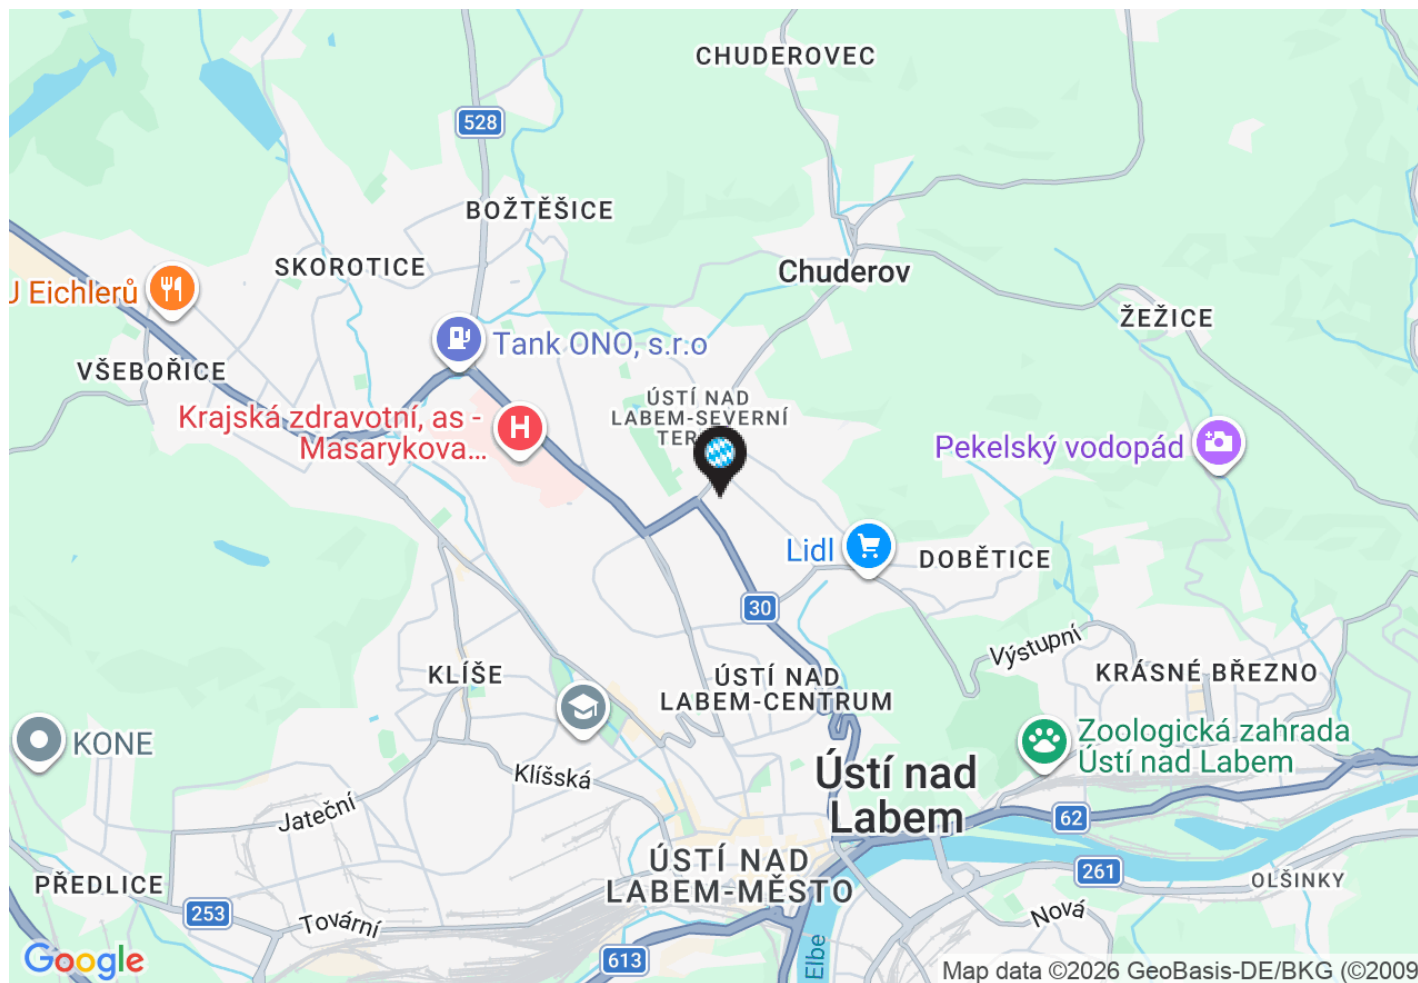 CHUDEROVEC
528
BOŽTĚŠICE
SKOROTICE
Chuderov
J Eichlerů
ŽEŽICE
Tank ONO, s.r.o
VŠEBOŘICE
ÚSTÍ NAD
LABEM-SEVERNÍ
Krajská zdravotní, as -
Masarykova...
H
Pekelský vodopád
Lidl
DOBĚTICE
30
Výstupní
KLÍŠE
ÚSTÍ NAD
LABEM-CENTRUM
KRÁSNÉ BŘEZNO
KONE
Zoologická zahrada
Ústí nad Labem
Klíšská
Ústí nad
Labem
Jateční
62
ÚSTÍ NAD
LABEM-MĚSTO
261
OLŠINKY
PŘEDLICE
253
Tovární
Nová
613
Elbe
Google
Map data ©2026 GeoBasis-DE/BKG (©2009